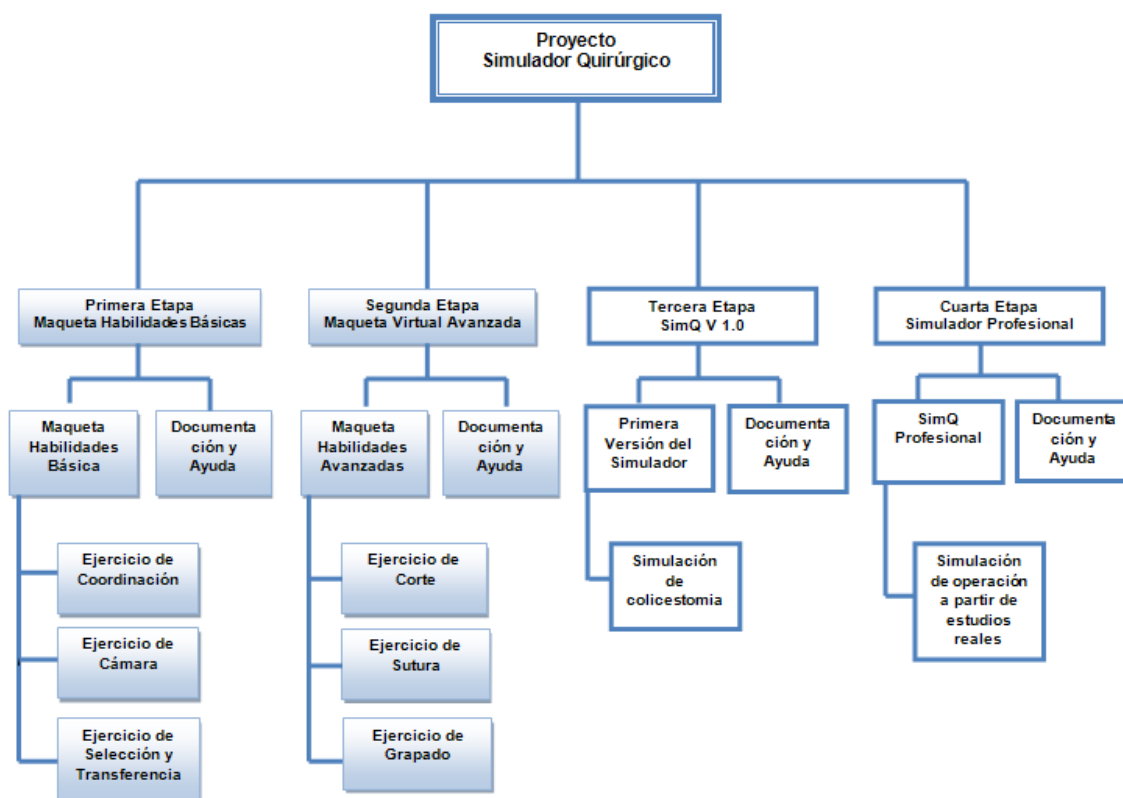 Proyecto
Simulador Quirúrgico
Primera Etapa
Maqueta Habilidades Básicas
Segunda Etapa
Maqueta Virtual Avanzada
Tercera Etapa
SimQ V 1.0
Cuarta Etapa
Simulador Profesional
Maqueta
Habilidades
Básica
Documenta
ción y
Ayuda
Maqueta
Habilidades
Avanzadas
Documenta
ción y
Ayuda
Primera
Versión del
Simulador
Documenta
ción y
Ayuda
SimQ
Profesional
Documenta
ción y
Ayuda
Ejercicio de
Coordinación
Ejercicio de
Cámara
Ejercicio de
Selección y
Transferencia
Ejercicio de
Corte
Ejercicio de
Sutura
Ejercicio de
Grapado
Simulación
de
colicestomia
Simulación
de operación
a partir de
estudios
reales